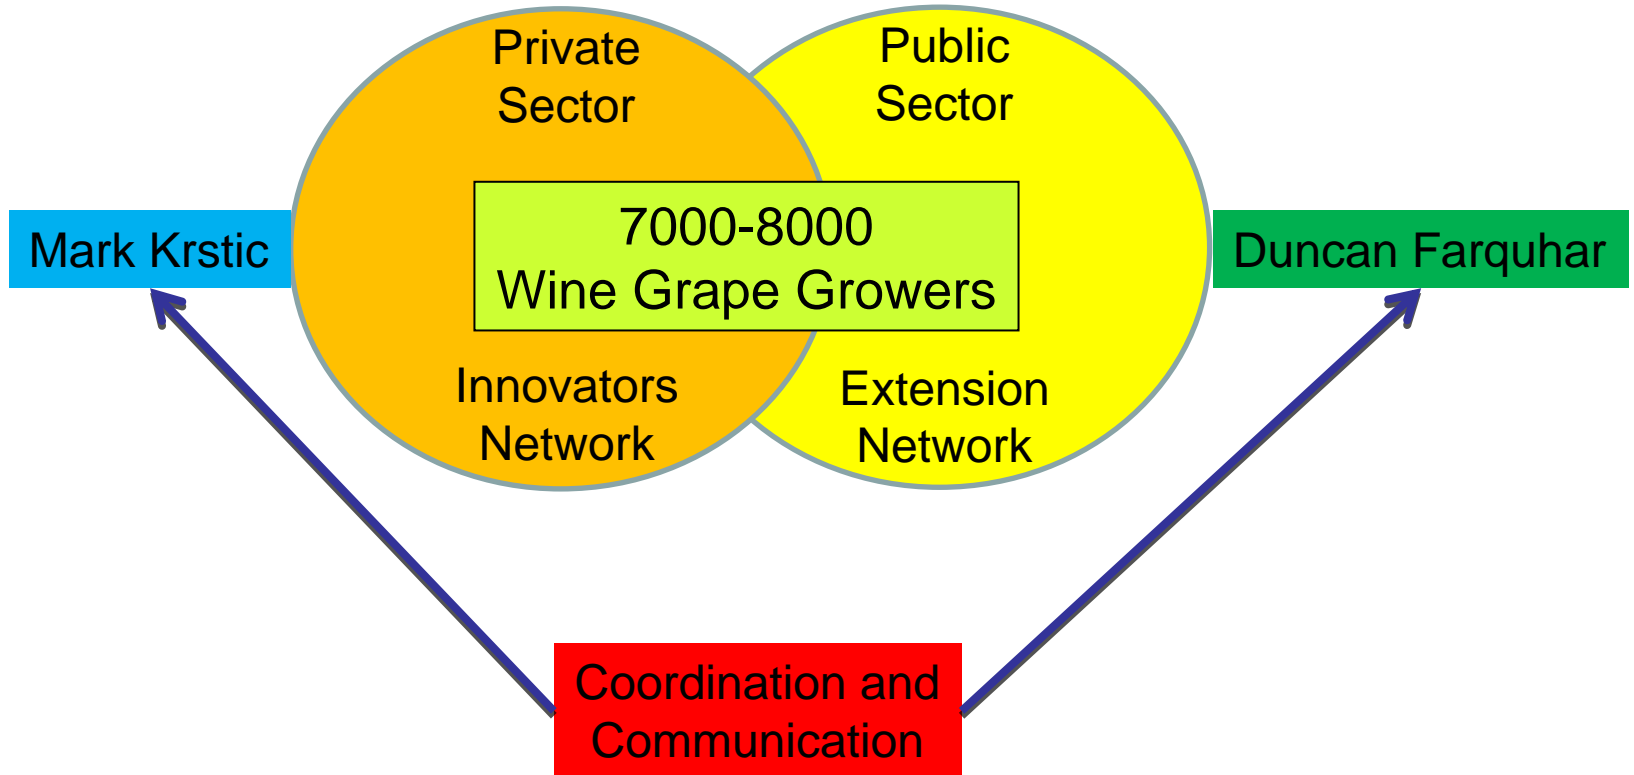 Private
Sector
Public
Sector
7000-8000
Wine Grape Growers
Mark Krstic
Duncan Farquhar
Innovators
Network
Extension
Network
Coordination and
Communication